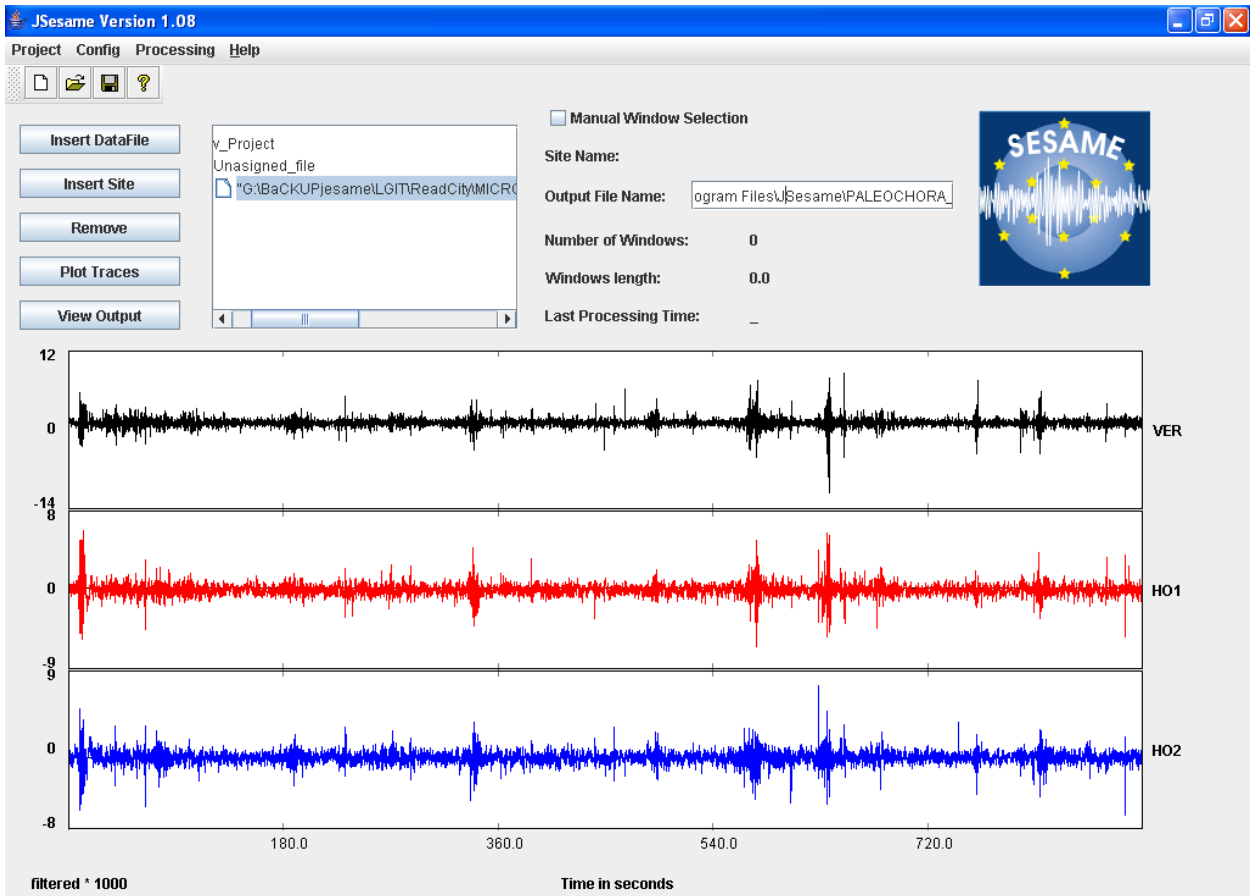 JSesame Version 1.08
Project Config Processing Help
Insert DataFile
Insert Site
Remove
Plot Traces
View Output
v_Project
Unasigned_file
"G:\BaCKUPjesame\LGIT\ReadCity\MICRO
Manual Window Selection
Site Name:
Output File Name: ogram Files\JSesame\PALEOCHORA_
Number of Windows: 0
Windows length: 0.0
Last Processing Time: _
SESAME
12
0
-14
VER
8
0
-9
HO1
9
0
-8
HO2
180.0 360.0 540.0 720.0
filtered * 1000 Time in seconds